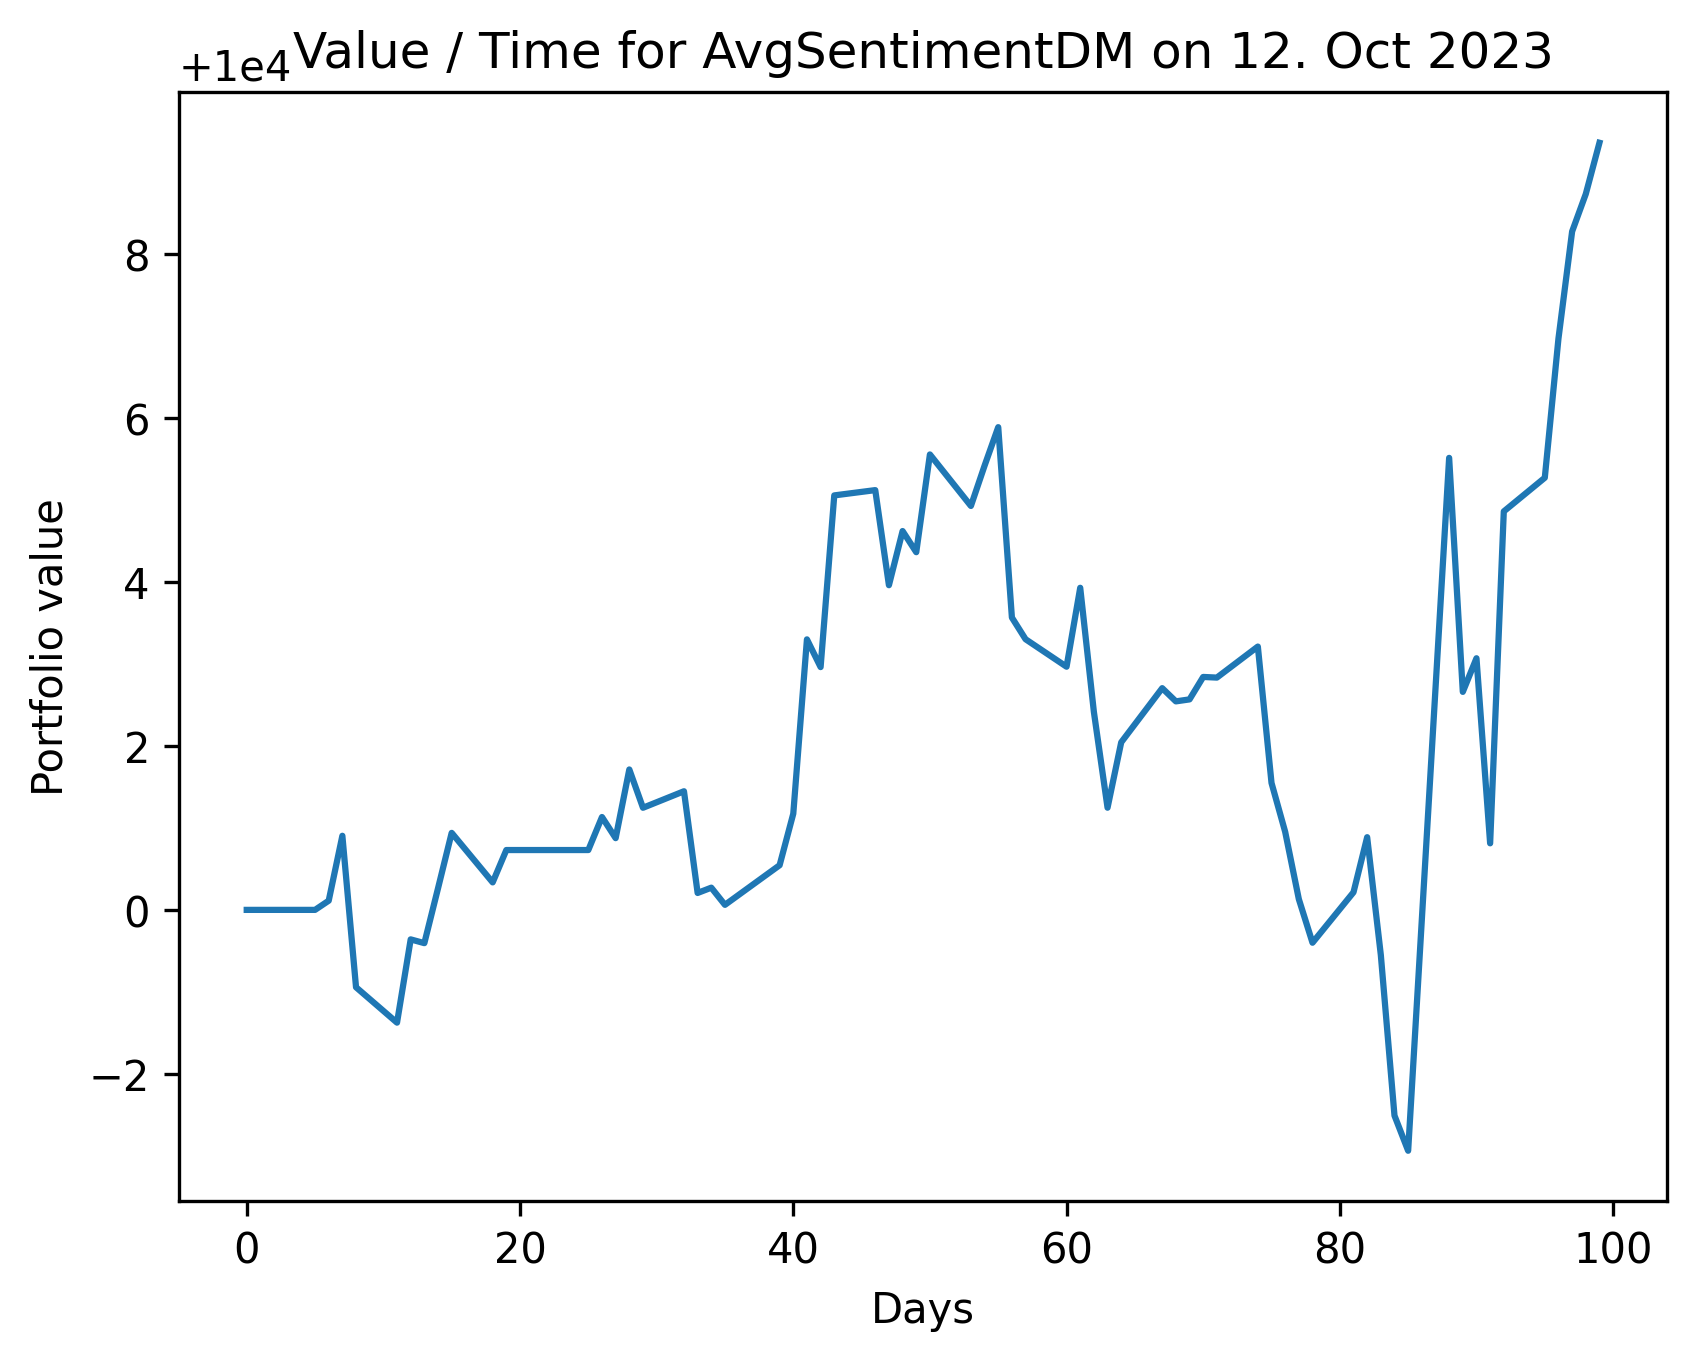 Value / Time for AvgSentimentDM on 12. Oct 2023
+1e4
8
6
4
2
0
−2
Portfolio value
0 20 40 60 80 100
Days